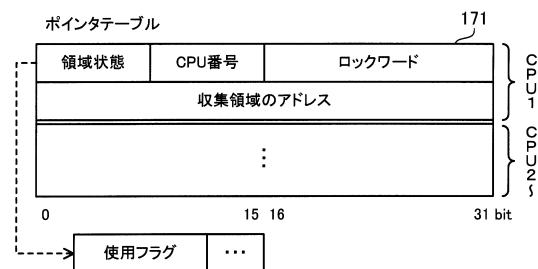 ポインタテーブル
171
領域状態 CPU番号 ロックワード
収集領域のアドレス
CPU1
⋮
CPU2~
0 15 16 31 bit
使用フラグ ・・・